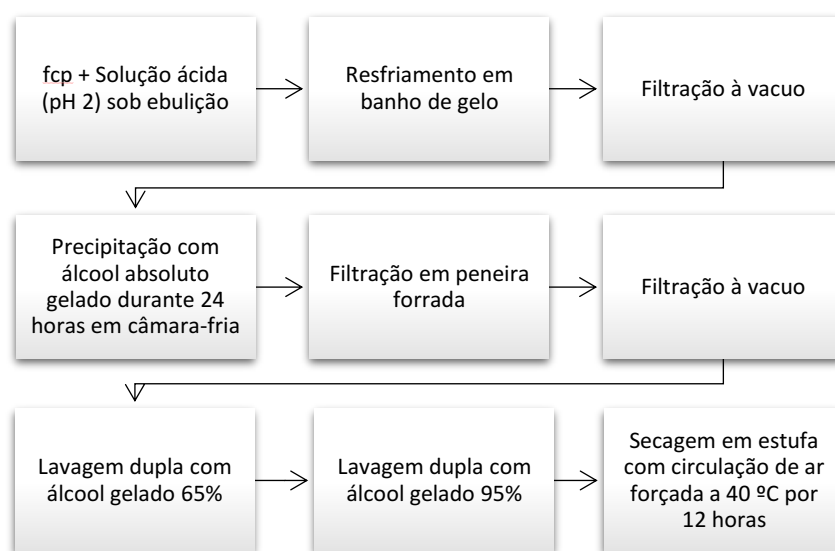 fcp + Solução ácida
(pH 2) sob ebulição
Resfriamento em
banho de gelo
Filtração à vacuo
Precipitação com
álcool absoluto
gelado durante 24
horas em câmara-fria
Filtração em peneira
forrada
Filtração à vacuo
Lavagem dupla com
álcool gelado 65%
Lavagem dupla com
álcool gelado 95%
Secagem em estufa
com circulação de ar
forçada a 40 ºC por
12 horas